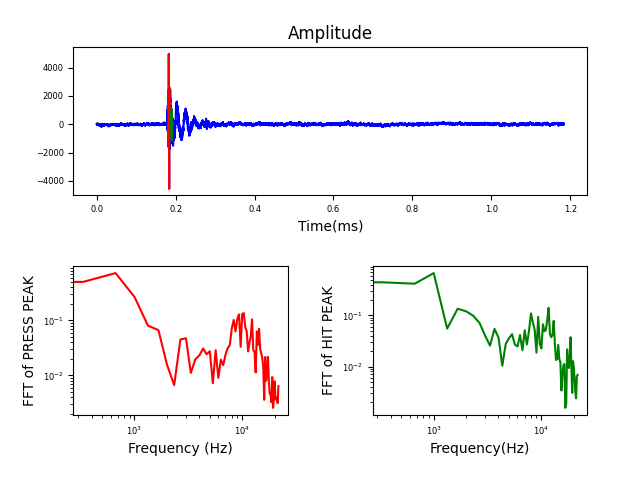 Amplitude
4000
2000
0
−2000
−4000
0.0 0.2 0.4 0.6 0.8 1.0 1.2
Time(ms)
FFT of PRESS PEAK
10⁻¹
10⁻²
10³ 10⁴
Frequency (Hz)
FFT of HIT PEAK
10⁻¹
10⁻²
10³ 10⁴
Frequency(Hz)